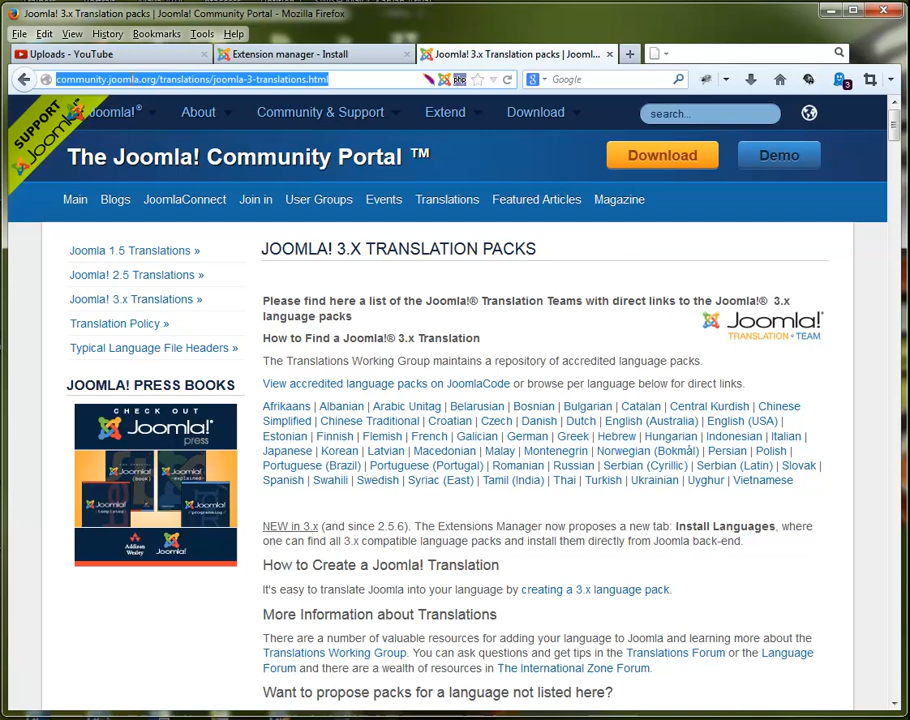 Joomla! 3.x Translation packs | Joomla! Community Portal - Mozilla Firefox
File Edit View History Bookmarks Tools Help
Uploads - YouTube
Extension manager - Install
Joomla! 3.x Translation packs | Jooml...
community.joomla.org/translations/joomla-3-translations.html
php
Google
3
SUPPORT
Joomla!
Joomla!® About Community & Support Extend Download
search...
The Joomla! Community Portal ™
Download
Demo
Main Blogs JoomlaConnect Join in User Groups Events Translations Featured Articles Magazine
Joomla 1.5 Translations »
Joomla! 2.5 Translations »
Joomla! 3.x Translations »
Translation Policy »
Typical Language File Headers »
JOOMLA! PRESS BOOKS
CHECK OUT
Joomla!
press
Addison
Wesley
Joomla!
JOOMLA! 3.X TRANSLATION PACKS
Please find here a list of the Joomla!® Translation Teams with direct links to the Joomla!® 3.x
language packs
Joomla!
TRANSLATION • TEAM
How to Find a Joomla!® 3.x Translation
The Translations Working Group maintains a repository of accredited language packs.
View accredited language packs on JoomlaCode or browse per language below for direct links.
Afrikaans | Albanian | Arabic Unitag | Belarusian | Bosnian | Bulgarian | Catalan | Central Kurdish | Chinese
Simplified | Chinese Traditional | Croatian | Czech | Danish | Dutch | English (Australia) | English (USA) |
Estonian | Finnish | Flemish | French | Galician | German | Greek | Hebrew | Hungarian | Indonesian | Italian |
Japanese | Korean | Latvian | Macedonian | Malay | Montenegrin | Norwegian (Bokmål) | Persian | Polish |
Portuguese (Brazil) | Portuguese (Portugal) | Romanian | Russian | Serbian (Cyrillic) | Serbian (Latin) | Slovak |
Spanish | Swahili | Swedish | Syriac (East) | Tamil (India) | Thai | Turkish | Ukrainian | Uyghur | Vietnamese
NEW in 3.x (and since 2.5.6). The Extensions Manager now proposes a new tab: Install Languages, where
one can find all 3.x compatible language packs and install them directly from Joomla back-end.
How to Create a Joomla! Translation
It's easy to translate Joomla into your language by creating a 3.x language pack.
More Information about Translations
There are a number of valuable resources for adding your language to Joomla and learning more about the
Translations Working Group. You can ask questions and get tips in the Translations Forum or the Language
Forum and there are a wealth of resources in The International Zone Forum.
Want to propose packs for a language not listed here?